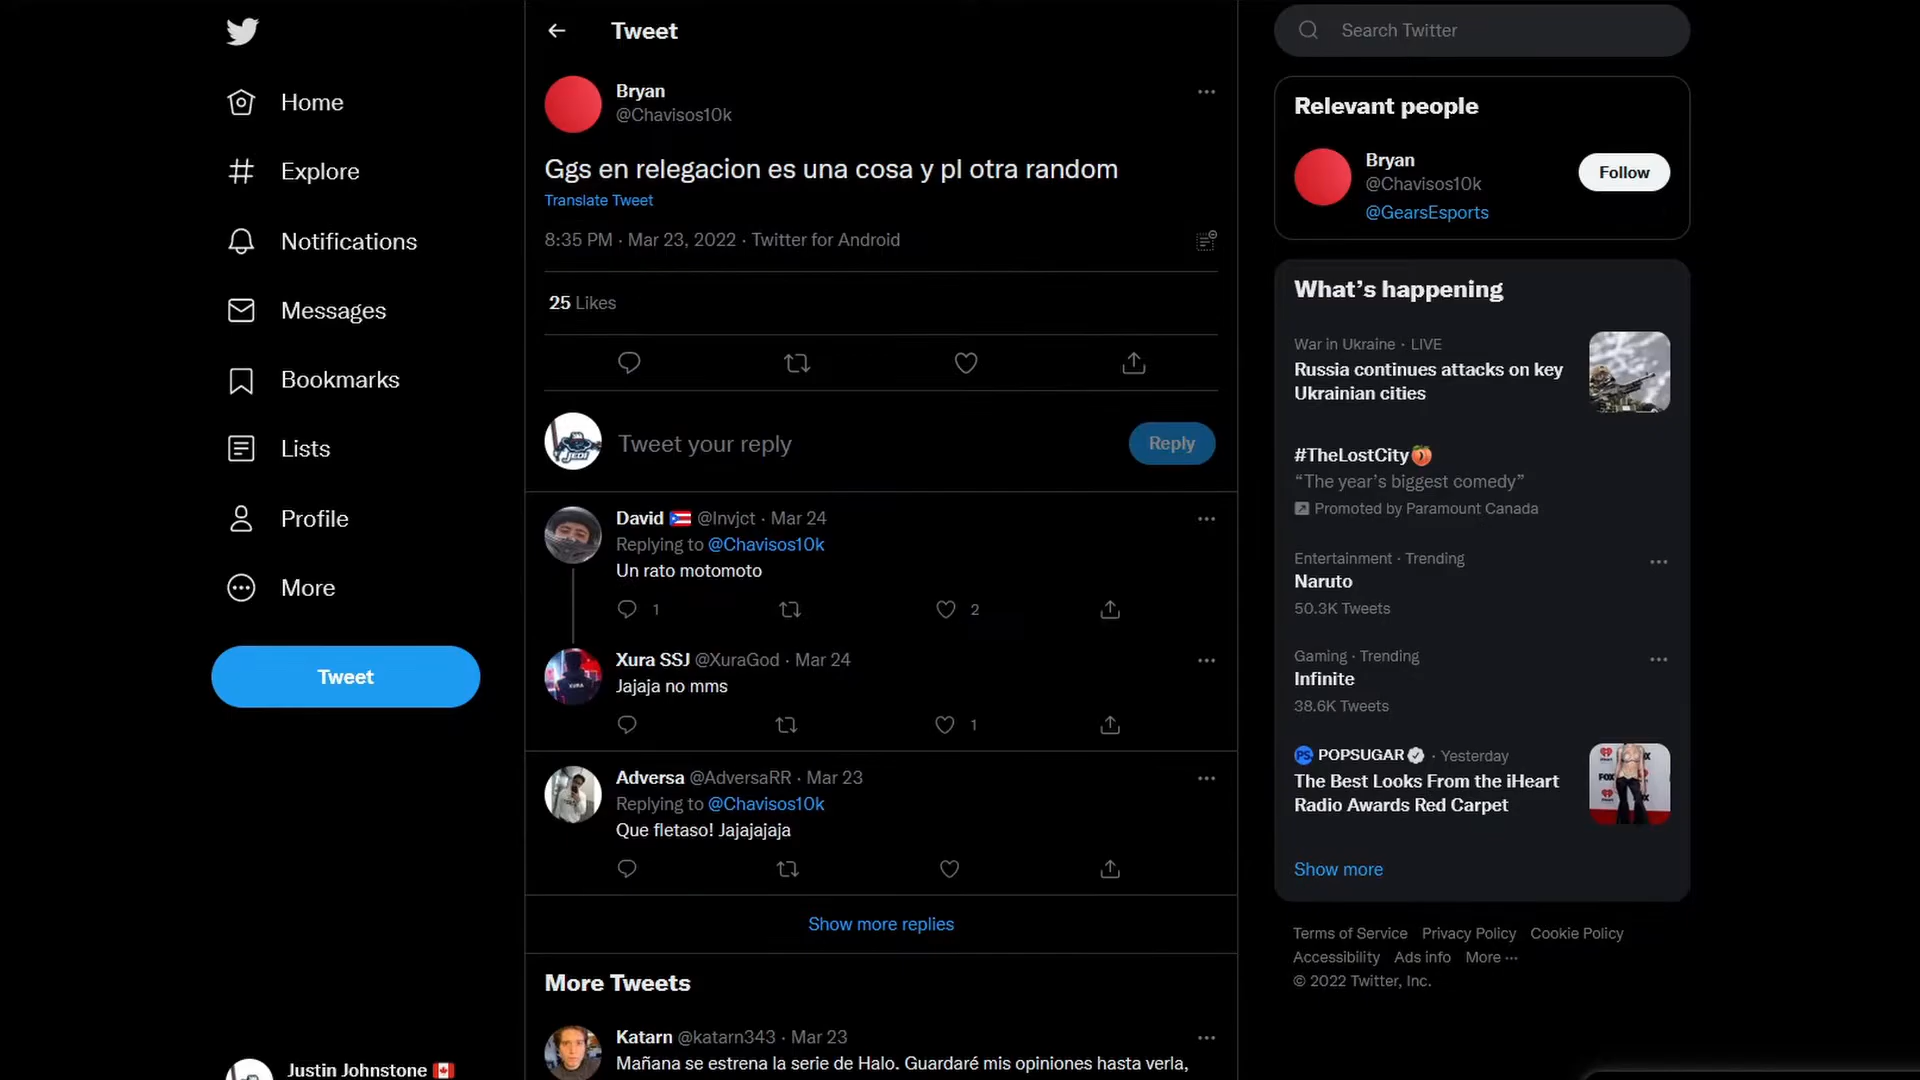 Home
Explore
Notifications
Messages
Bookmarks
Lists
Profile
More
Tweet
Justin Johnstone
Tweet
Bryan
@Chavisos10k
Ggs en relegacion es una cosa y pl otra random
Translate Tweet
8:35 PM · Mar 23, 2022 · Twitter for Android
25 Likes
Tweet your reply
Reply
David @Invjct · Mar 24
Replying to @Chavisos10k
Un rato motomoto
1
2
Xura SSJ @XuraGod · Mar 24
Jajaja no mms
1
Adversa @AdversaRR · Mar 23
Replying to @Chavisos10k
Que fletaso! Jajajajaja
Show more replies
More Tweets
Katarn @katarn343 · Mar 23
Mañana se estrena la serie de Halo. Guardaré mis opiniones hasta verla,
Search Twitter
Relevant people
Bryan
@Chavisos10k
@GearsEsports
Follow
What's happening
War in Ukraine · LIVE
Russia continues attacks on key
Ukrainian cities
#TheLostCity
“The year's biggest comedy”
Promoted by Paramount Canada
Entertainment · Trending
Naruto
50.3K Tweets
Gaming · Trending
Infinite
38.6K Tweets
PS POPSUGAR · Yesterday
The Best Looks From the iHeart
Radio Awards Red Carpet
Show more
Terms of Service Privacy Policy Cookie Policy
Accessibility Ads info More ···
© 2022 Twitter, Inc.